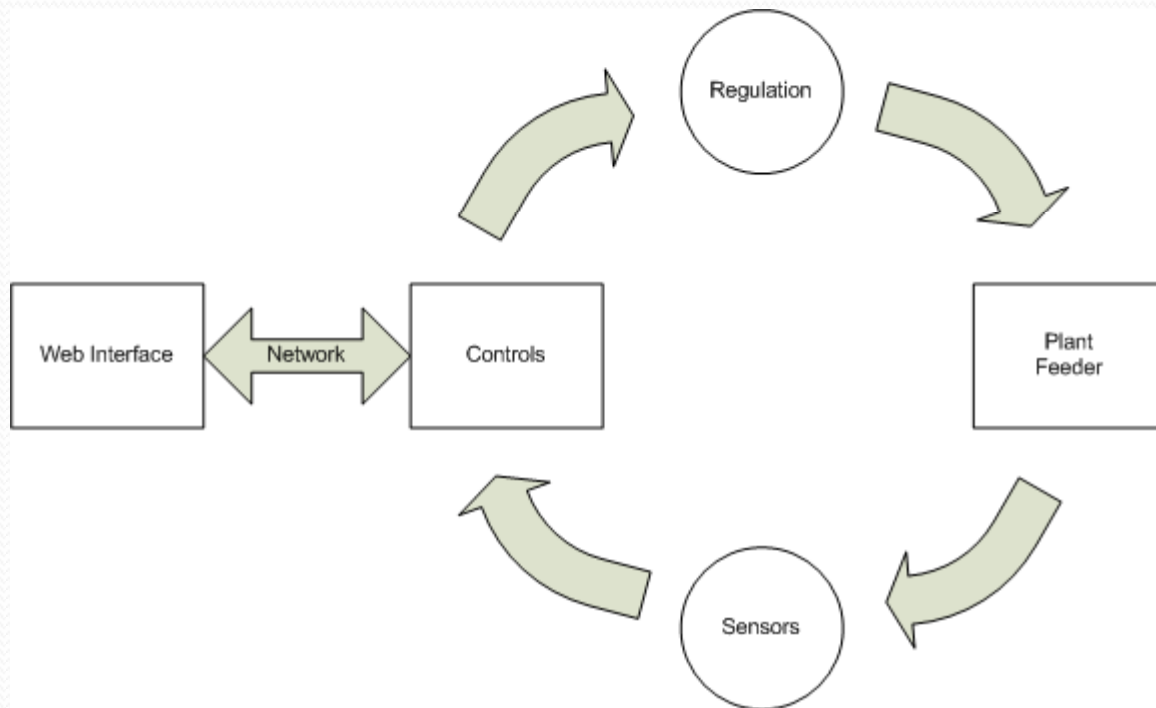 Regulation
Web Interface
Network
Controls
Plant
Feeder
Sensors